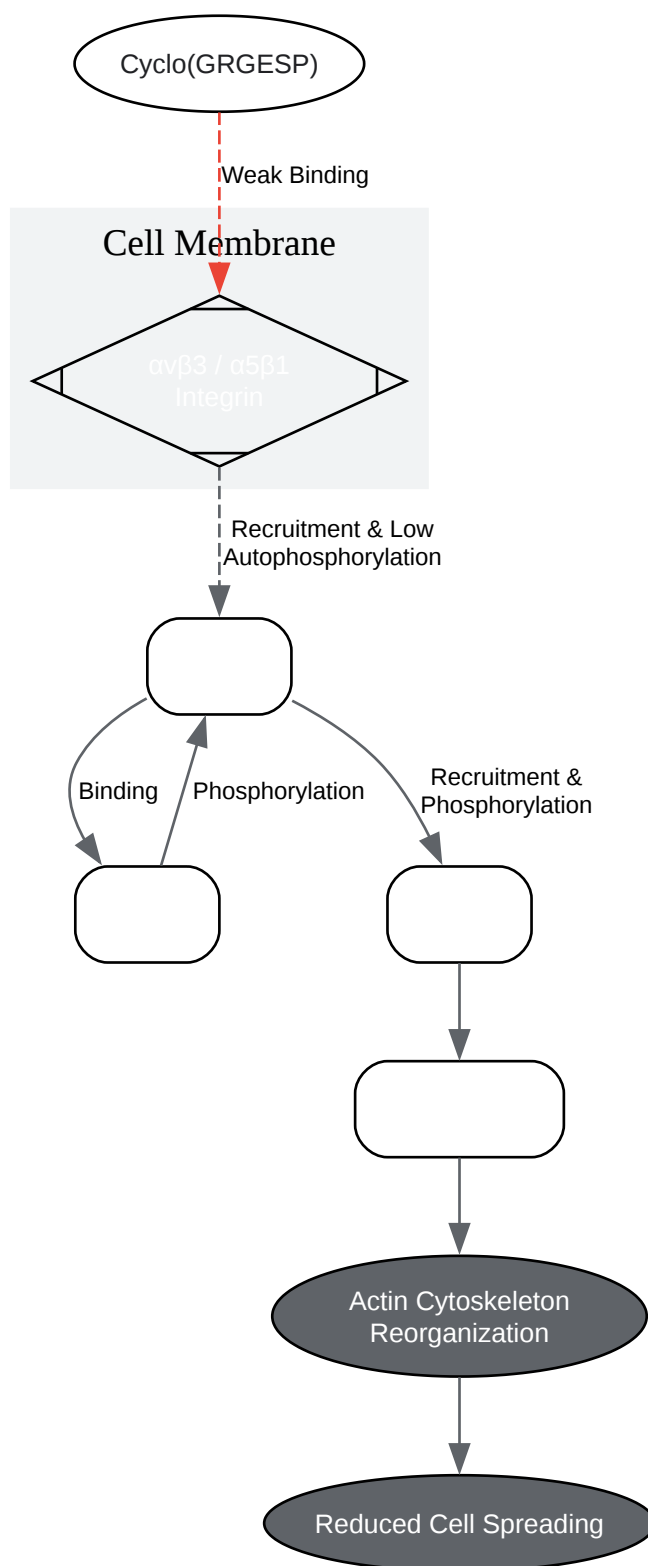 Cyclo(GRGESP)
Weak Binding
Cell Membrane
αvβ3 / α5β1
Integrin
Recruitment & Low
Autophosphorylation
Binding
Phosphorylation
Recruitment &
Phosphorylation
Actin Cytoskeleton
Reorganization
Reduced Cell Spreading